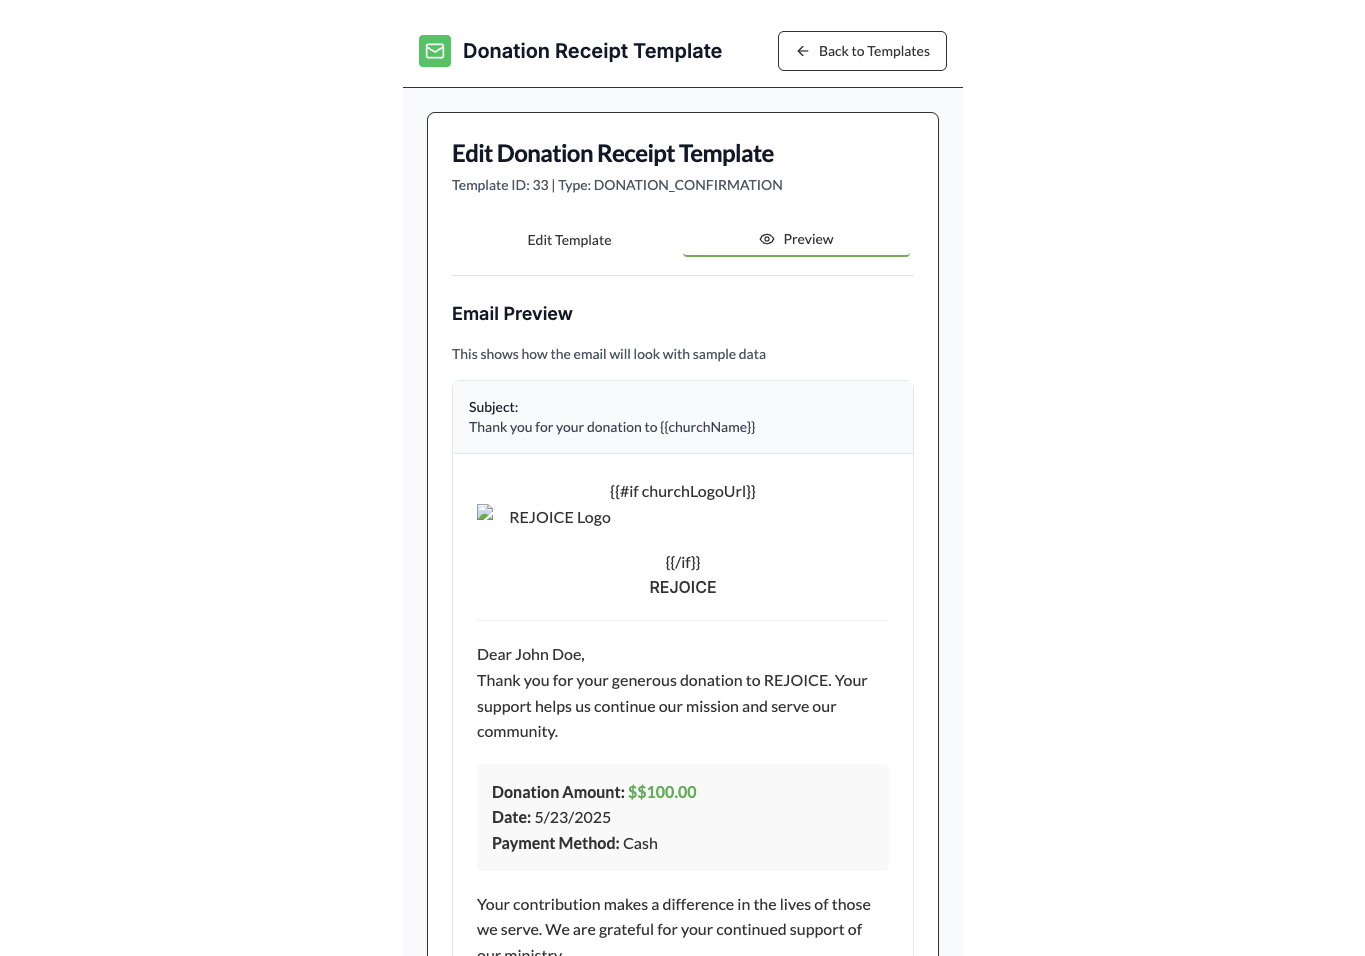 Donation Receipt Template
Back to Templates
Edit Donation Receipt Template
Template ID: 33 | Type: DONATION_CONFIRMATION
Edit Template
Preview
Email Preview
This shows how the email will look with sample data
Subject:
Thank you for your donation to {{churchName}}
{{#if churchLogoUrl}}
REJOICE Logo
{{/if}}
REJOICE
Dear John Doe,
Thank you for your generous donation to REJOICE. Your
support helps us continue our mission and serve our
community.
Donation Amount: $$100.00
Date: 5/23/2025
Payment Method: Cash
Your contribution makes a difference in the lives of those
we serve. We are grateful for your continued support of
our ministry